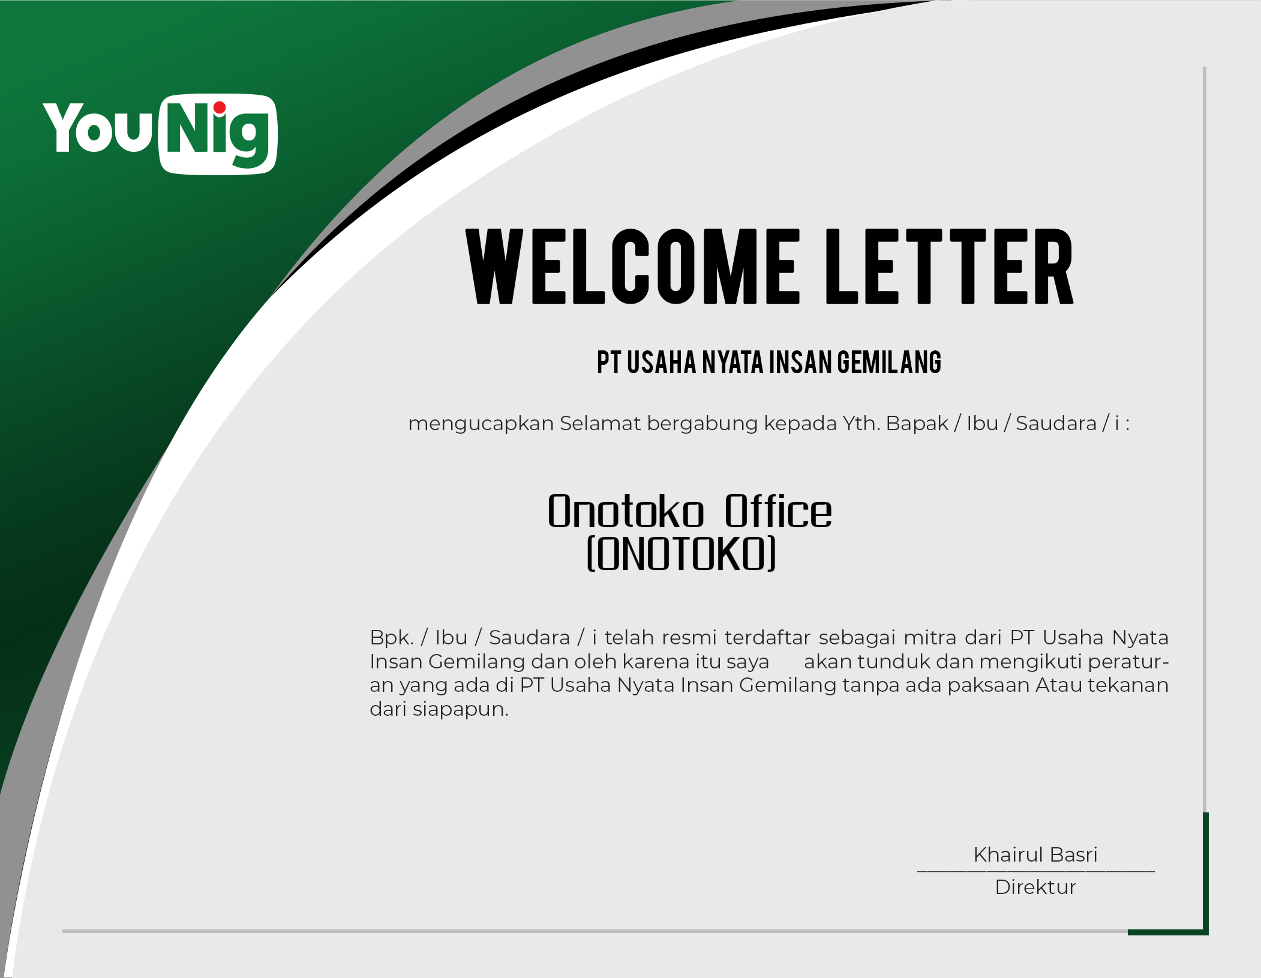 YouNig
WELCOME LETTER
PT USAHA NYATA INSAN GEMILANG
mengucapkan Selamat bergabung kepada Yth. Bapak / Ibu / Saudara / i :
Onotoko Office
(ONOTOKO)
Bpk. / Ibu / Saudara / i telah resmi terdaftar sebagai mitra dari PT Usaha Nyata
Insan Gemilang dan oleh karena itu saya akan tunduk dan mengikuti peratur-
an yang ada di PT Usaha Nyata Insan Gemilang tanpa ada paksaan Atau tekanan
dari siapapun.
Khairul Basri
Direktur